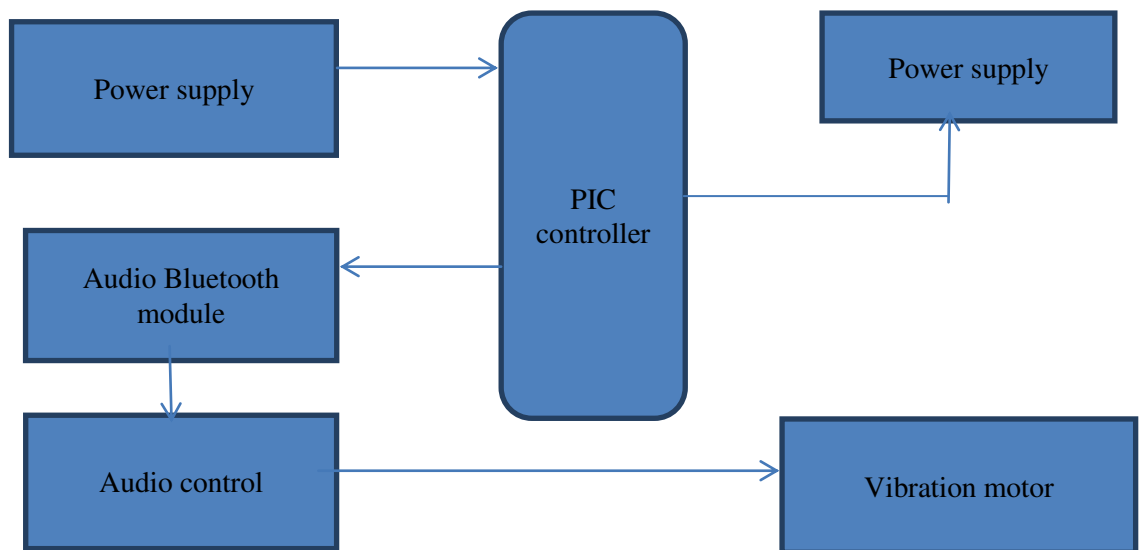 Power supply
Power supply
PIC
controller
Audio Bluetooth
module
Audio control
Vibration motor